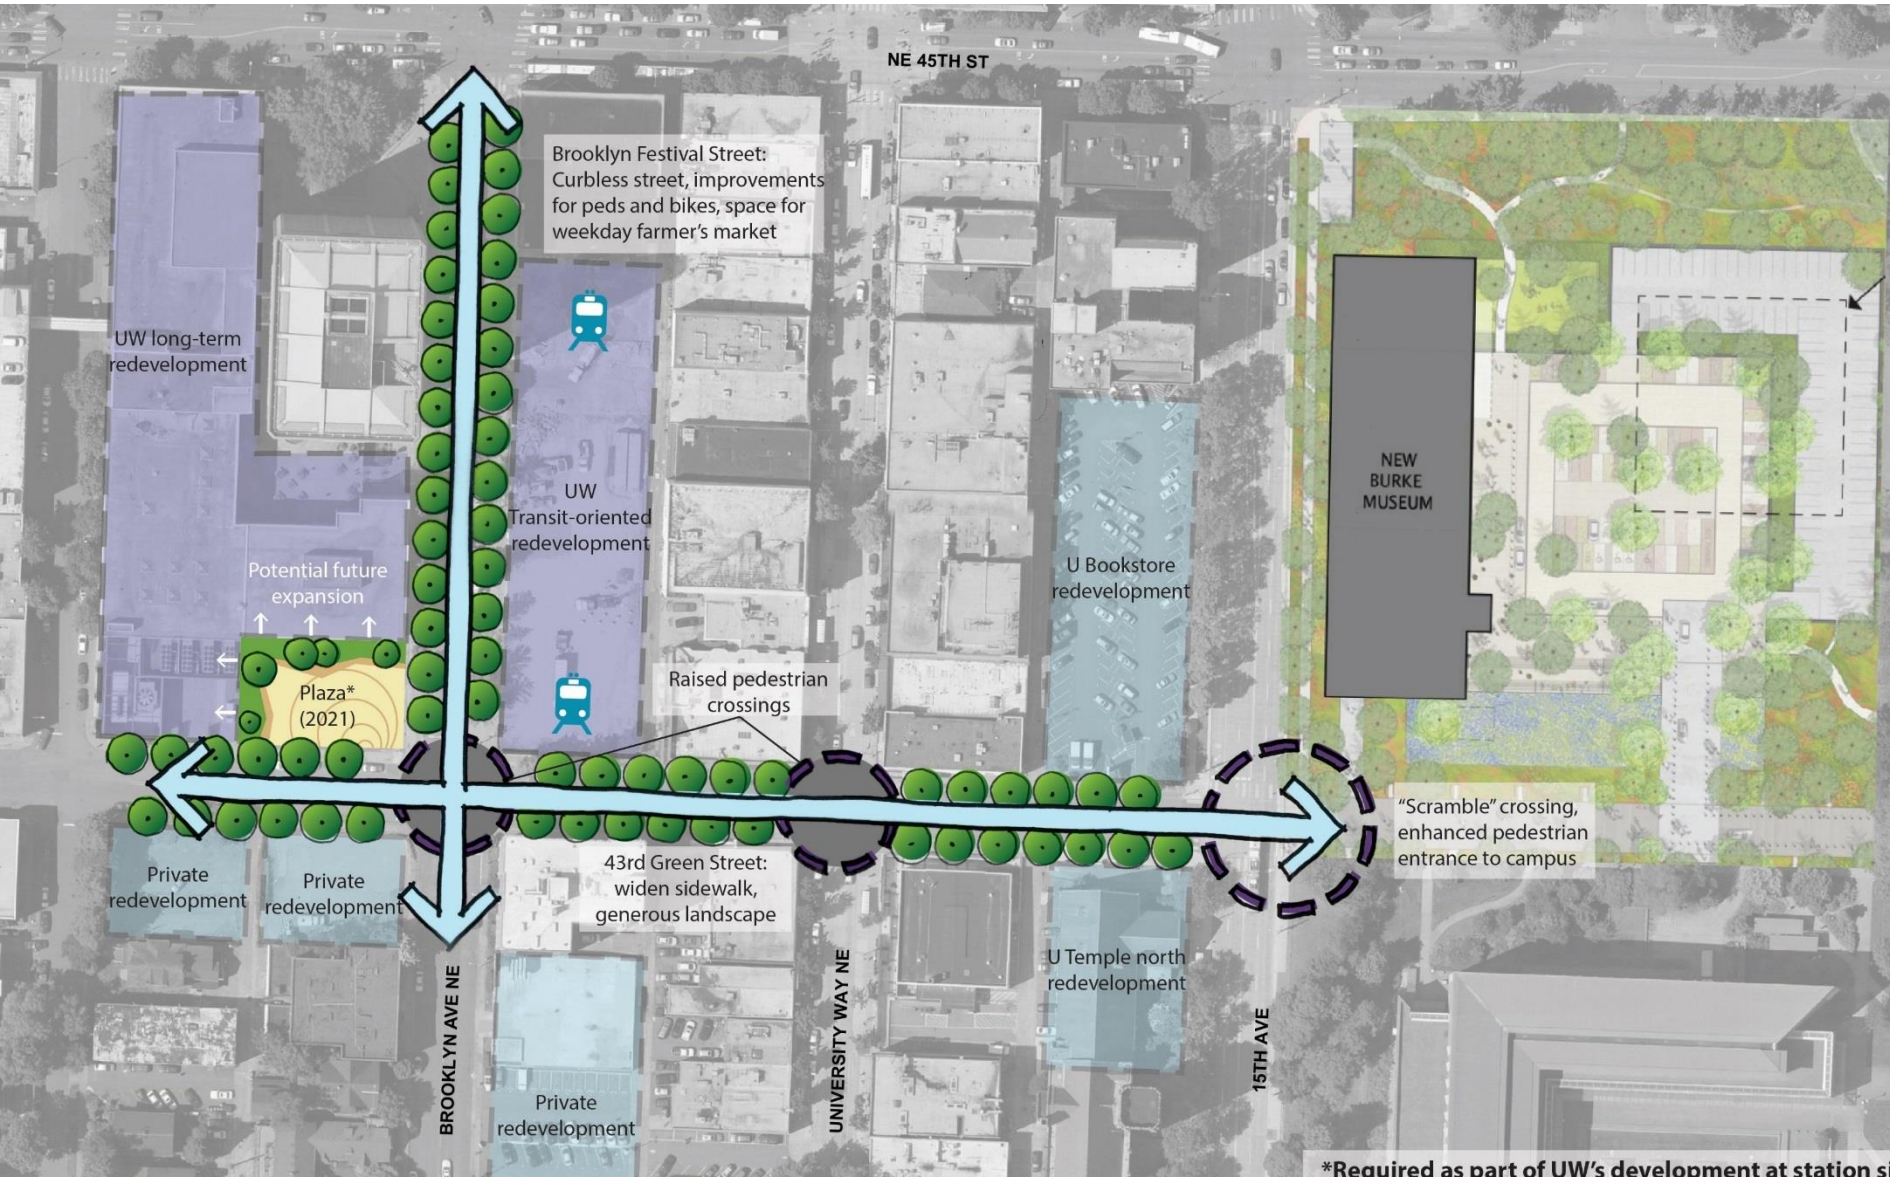 NE 45TH ST
Brooklyn Festival Street:
Curbless street, improvements
for peds and bikes, space for
weekday farmer's market
UW long-term
redevelopment
UW
Transit-oriented
redevelopment
NEW
BURKE
MUSEUM
U Bookstore
redevelopment
Potential future
expansion
Plaza*
(2021)
Raised pedestrian
crossings
"Scramble" crossing,
enhanced pedestrian
entrance to campus
43rd Green Street:
widen sidewalk,
generous landscape
Private
redevelopment
Private
redevelopment
U Temple north
redevelopment
BROOKLYN AVE NE
UNIVERSITY WAY NE
15TH AVE
Private
redevelopment
*Required as part of UW's development at station